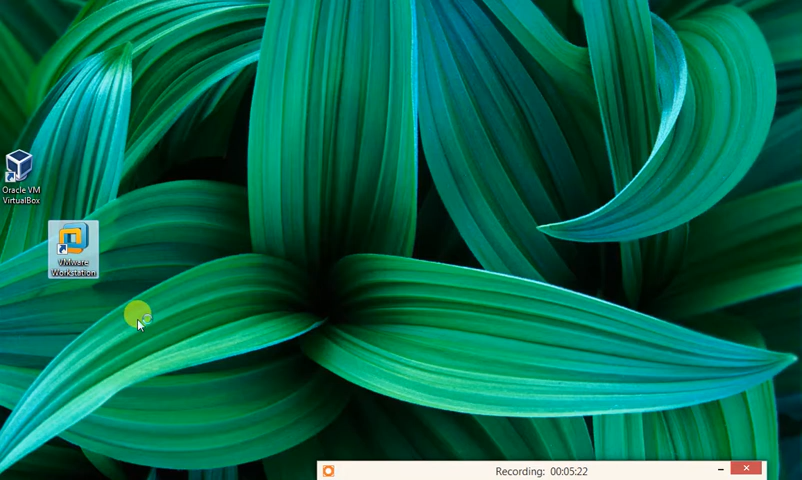 Oracle VM
VirtualBox
VMware
Workstation
Recording: 00:05:22